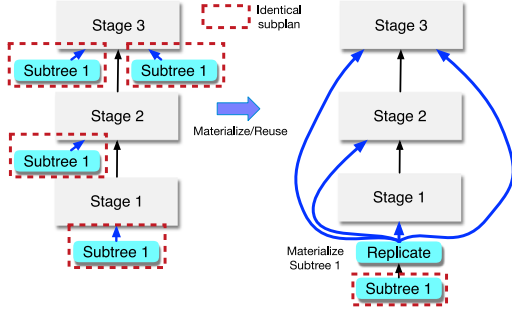 Stage 3
Identical
subplan
Subtree 1
Subtree 1
Stage 2
Subtree 1
Stage 1
Subtree 1
Materialize/Reuse
Stage 3
Stage 2
Stage 1
Materialize
Subtree 1
Replicate
Subtree 1